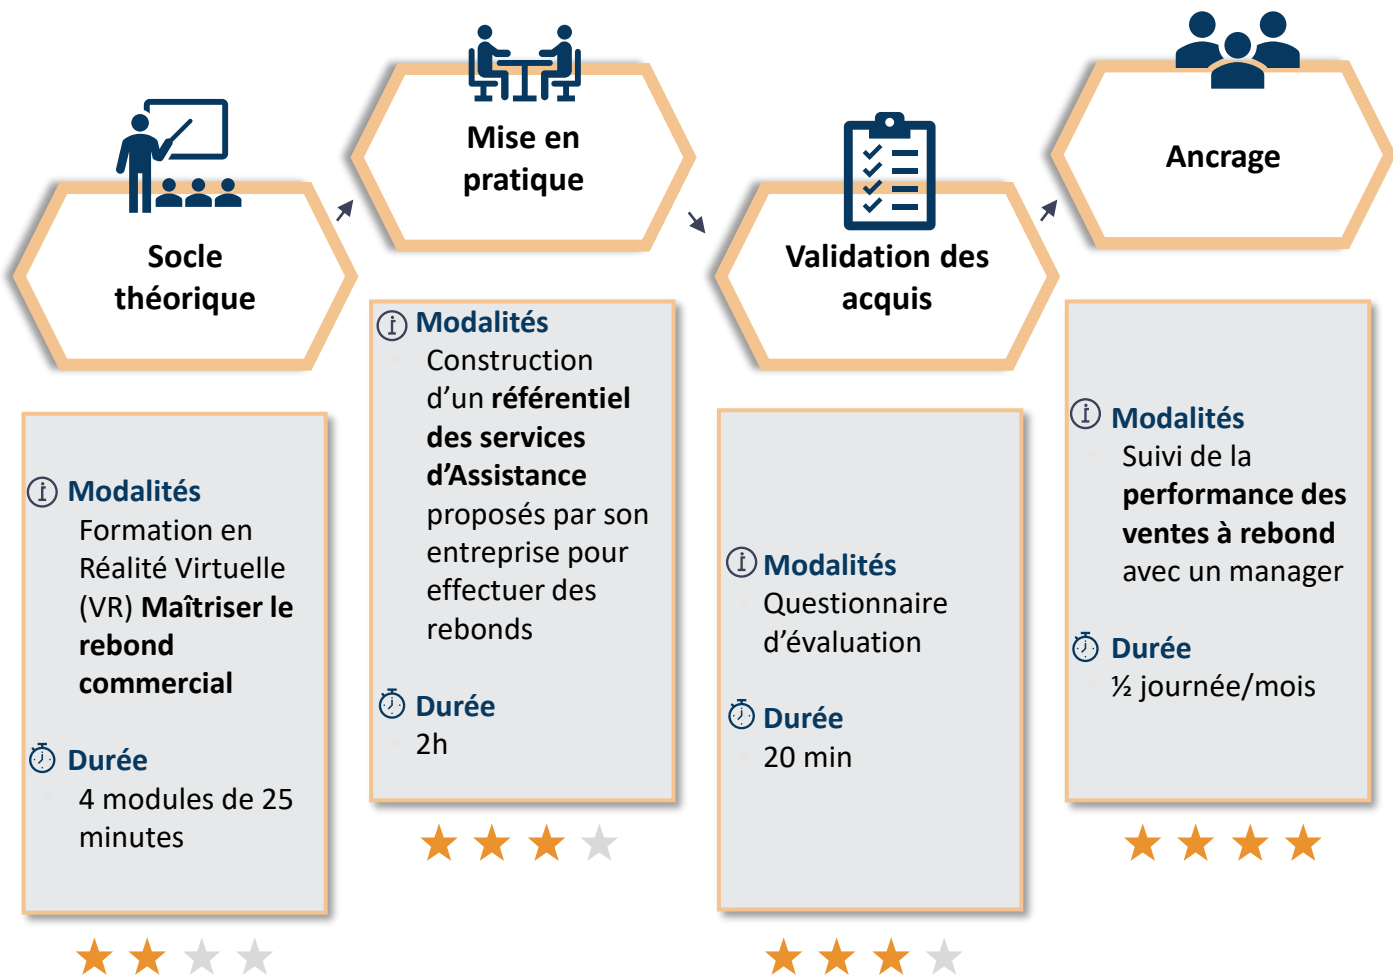 Socle
théorique
Modalités
Formation en
Réalité Virtuelle
(VR) Maîtriser le
rebond
commercial
Durée
4 modules de 25
minutes
Mise en
pratique
Modalités
Construction
d’un référentiel
des services
d’Assistance
proposés par son
entreprise pour
effectuer des
rebonds
Durée
2h
Validation des
acquis
Modalités
Questionnaire
d’évaluation
Durée
20 min
Ancrage
Modalités
Suivi de la
performance des
ventes à rebond
avec un manager
Durée
½ journée/mois